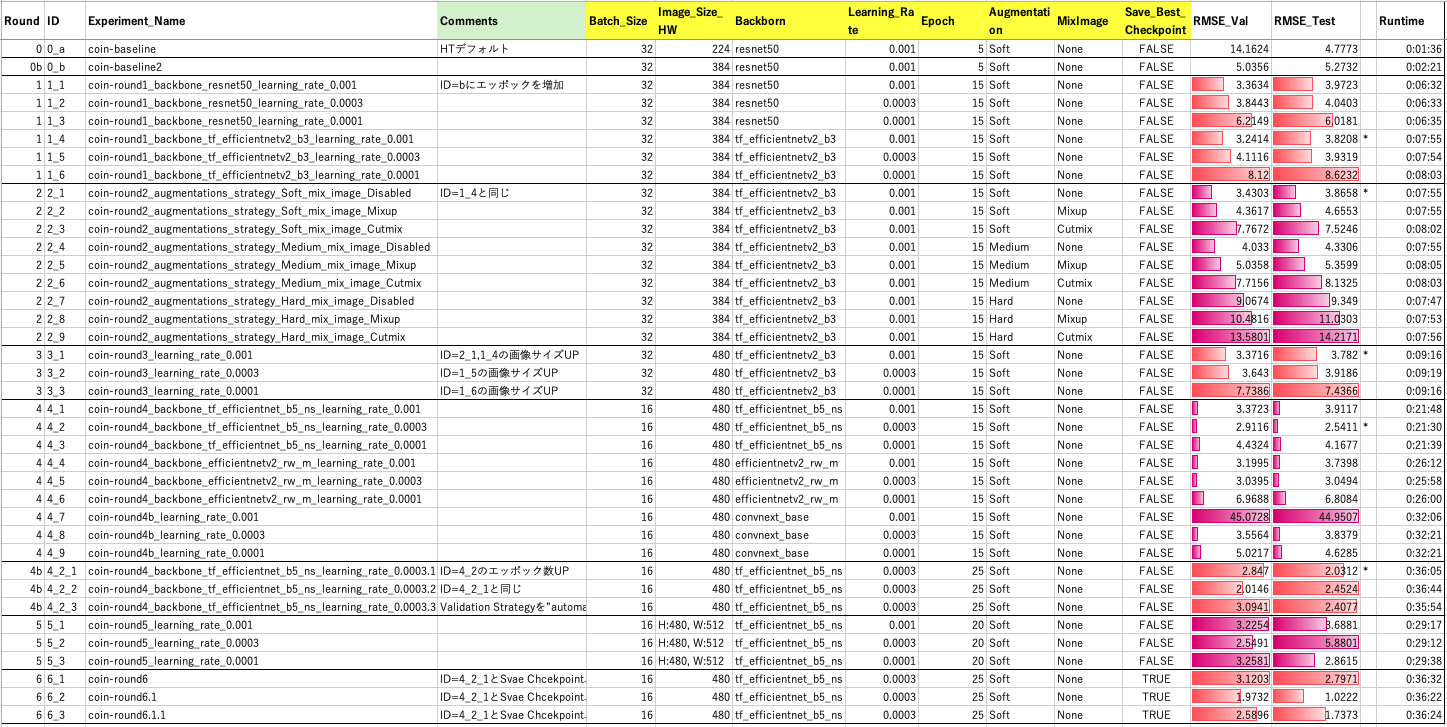 Round ID Experiment_Name Comments Batch_Size Image_Size_HW Backborn Learning_Rate Epoch Augmentation MixImage Save_Best_Checkpoint RMSE_Val RMSE_Test Runtime
0 0_a coin-baseline HTデフォルト 32 224 resnet50 0.001 5 Soft None FALSE 14.1624 4.7773 0:01:36
0b 0_b coin-baseline2 32 384 resnet50 0.001 5 Soft None FALSE 5.0356 5.2732 0:02:21
1 1_1 coin-round1_backbone_resnet50_learning_rate_0.001 ID=bにエッポックを増加 32 384 resnet50 0.001 15 Soft None FALSE 3.3634 3.9723 0:06:32
1 1_2 coin-round1_backbone_resnet50_learning_rate_0.0003 32 384 resnet50 0.0003 15 Soft None FALSE 3.8443 4.0403 0:06:33
1 1_3 coin-round1_backbone_resnet50_learning_rate_0.0001 32 384 resnet50 0.0001 15 Soft None FALSE 6.2149 6.0181 0:06:35
1 1_4 coin-round1_backbone_tf_efficientnetv2_b3_learning_rate_0.001 32 384 tf_efficientnetv2_b3 0.001 15 Soft None FALSE 3.2414 3.8208 * 0:07:55
1 1_5 coin-round1_backbone_tf_efficientnetv2_b3_learning_rate_0.0003 32 384 tf_efficientnetv2_b3 0.0003 15 Soft None FALSE 4.1116 3.9319 0:07:54
1 1_6 coin-round1_backbone_tf_efficientnetv2_b3_learning_rate_0.0001 32 384 tf_efficientnetv2_b3 0.0001 15 Soft None FALSE 8.12 8.6232 0:08:03
2 2_1 coin-round2_augmentations_strategy_Soft_mix_image_Disabled ID=1_4と同じ 32 384 tf_efficientnetv2_b3 0.001 15 Soft None FALSE 3.4303 3.8658 * 0:07:55
2 2_2 coin-round2_augmentations_strategy_Soft_mix_image_Mixup 32 384 tf_efficientnetv2_b3 0.001 15 Soft Mixup FALSE 4.3617 4.6553 0:07:55
2 2_3 coin-round2_augmentations_strategy_Soft_mix_image_Cutmix 32 384 tf_efficientnetv2_b3 0.001 15 Soft Cutmix FALSE 7.7672 7.5246 0:08:02
2 2_4 coin-round2_augmentations_strategy_Medium_mix_image_Disabled 32 384 tf_efficientnetv2_b3 0.001 15 Medium None FALSE 4.033 4.3306 0:07:55
2 2_5 coin-round2_augmentations_strategy_Medium_mix_image_Mixup 32 384 tf_efficientnetv2_b3 0.001 15 Medium Mixup FALSE 5.0358 5.3599 0:08:05
2 2_6 coin-round2_augmentations_strategy_Medium_mix_image_Cutmix 32 384 tf_efficientnetv2_b3 0.001 15 Medium Cutmix FALSE 7.7156 8.1325 0:08:03
2 2_7 coin-round2_augmentations_strategy_Hard_mix_image_Disabled 32 384 tf_efficientnetv2_b3 0.001 15 Hard None FALSE 9.0674 9.349 0:07:47
2 2_8 coin-round2_augmentations_strategy_Hard_mix_image_Mixup 32 384 tf_efficientnetv2_b3 0.001 15 Hard Mixup FALSE 10.4816 11.0303 0:07:53
2 2_9 coin-round2_augmentations_strategy_Hard_mix_image_Cutmix 32 384 tf_efficientnetv2_b3 0.001 15 Hard Cutmix FALSE 13.5801 14.2171 0:07:56
3 3_1 coin-round3_learning_rate_0.001 ID=2_1,1_4の画像サイズUP 32 480 tf_efficientnetv2_b3 0.001 15 Soft None FALSE 3.3716 3.782 * 0:09:16
3 3_2 coin-round3_learning_rate_0.0003 ID=1_5の画像サイズUP 32 480 tf_efficientnetv2_b3 0.0003 15 Soft None FALSE 3.643 3.9186 0:09:19
3 3_3 coin-round3_learning_rate_0.0001 ID=1_6の画像サイズUP 32 480 tf_efficientnetv2_b3 0.0001 15 Soft None FALSE 7.7386 7.4366 0:09:16
4 4_1 coin-round4_backbone_tf_efficientnet_b5_ns_learning_rate_0.001 16 480 tf_efficientnet_b5_ns 0.001 15 Soft None FALSE 3.3723 3.9117 0:21:48
4 4_2 coin-round4_backbone_tf_efficientnet_b5_ns_learning_rate_0.0003 16 480 tf_efficientnet_b5_ns 0.0003 15 Soft None FALSE 2.9116 2.5411 * 0:21:30
4 4_3 coin-round4_backbone_tf_efficientnet_b5_ns_learning_rate_0.0001 16 480 tf_efficientnet_b5_ns 0.0001 15 Soft None FALSE 4.4324 4.1677 0:21:39
4 4_4 coin-round4_backbone_efficientnetv2_rw_m_learning_rate_0.001 16 480 efficientnetv2_rw_m 0.001 15 Soft None FALSE 3.1995 3.7398 0:26:12
4 4_5 coin-round4_backbone_efficientnetv2_rw_m_learning_rate_0.0003 16 480 efficientnetv2_rw_m 0.0003 15 Soft None FALSE 3.0395 3.0494 0:25:58
4 4_6 coin-round4_backbone_efficientnetv2_rw_m_learning_rate_0.0001 16 480 efficientnetv2_rw_m 0.0001 15 Soft None FALSE 6.9688 6.8084 0:26:00
4 4_7 coin-round4b_learning_rate_0.001 16 480 convnext_base 0.001 15 Soft None FALSE 45.0728 44.9507 0:32:06
4 4_8 coin-round4b_learning_rate_0.0003 16 480 convnext_base 0.0003 15 Soft None FALSE 3.5564 3.8379 0:32:21
4 4_9 coin-round4b_learning_rate_0.0001 16 480 convnext_base 0.0001 15 Soft None FALSE 5.0217 4.6285 0:32:21
4b 4_2_1 coin-round4_backbone_tf_efficientnet_b5_ns_learning_rate_0.0003.1 ID=4_2のエッポック数UP 16 480 tf_efficientnet_b5_ns 0.0003 25 Soft None FALSE 2.847 2.0312 * 0:36:05
4b 4_2_2 coin-round4_backbone_tf_efficientnet_b5_ns_learning_rate_0.0003.2 ID=4_2_1と同じ 16 480 tf_efficientnet_b5_ns 0.0003 25 Soft None FALSE 2.0146 2.4524 0:36:44
4b 4_2_3 coin-round4_backbone_tf_efficientnet_b5_ns_learning_rate_0.0003.3 Validation Strategyを"automa 16 480 tf_efficientnet_b5_ns 0.0003 25 Soft None FALSE 3.0941 2.4077 0:35:54
5 5_1 coin-round5_learning_rate_0.001 16 H:480, W:512 tf_efficientnet_b5_ns 0.001 20 Soft None FALSE 3.2254 3.6881 0:29:17
5 5_2 coin-round5_learning_rate_0.0003 16 H:480, W:512 tf_efficientnet_b5_ns 0.0003 20 Soft None FALSE 2.5491 5.8801 0:29:12
5 5_3 coin-round5_learning_rate_0.0001 16 H:480, W:512 tf_efficientnet_b5_ns 0.0001 20 Soft None FALSE 3.2581 2.8615 0:29:38
6 6_1 coin-round6 ID=4_2_1とSvae Chcekpoint. 16 480 tf_efficientnet_b5_ns 0.0003 25 Soft None TRUE 3.1203 2.7971 0:36:32
6 6_2 coin-round6.1 ID=4_2_1とSvae Chcekpoint. 16 480 tf_efficientnet_b5_ns 0.0003 25 Soft None TRUE 1.9732 1.0222 0:36:22
6 6_3 coin-round6.1.1 ID=4_2_1とSvae Chcekpoint. 16 480 tf_efficientnet_b5_ns 0.0003 25 Soft None TRUE 2.5896 1.7373 0:36:24